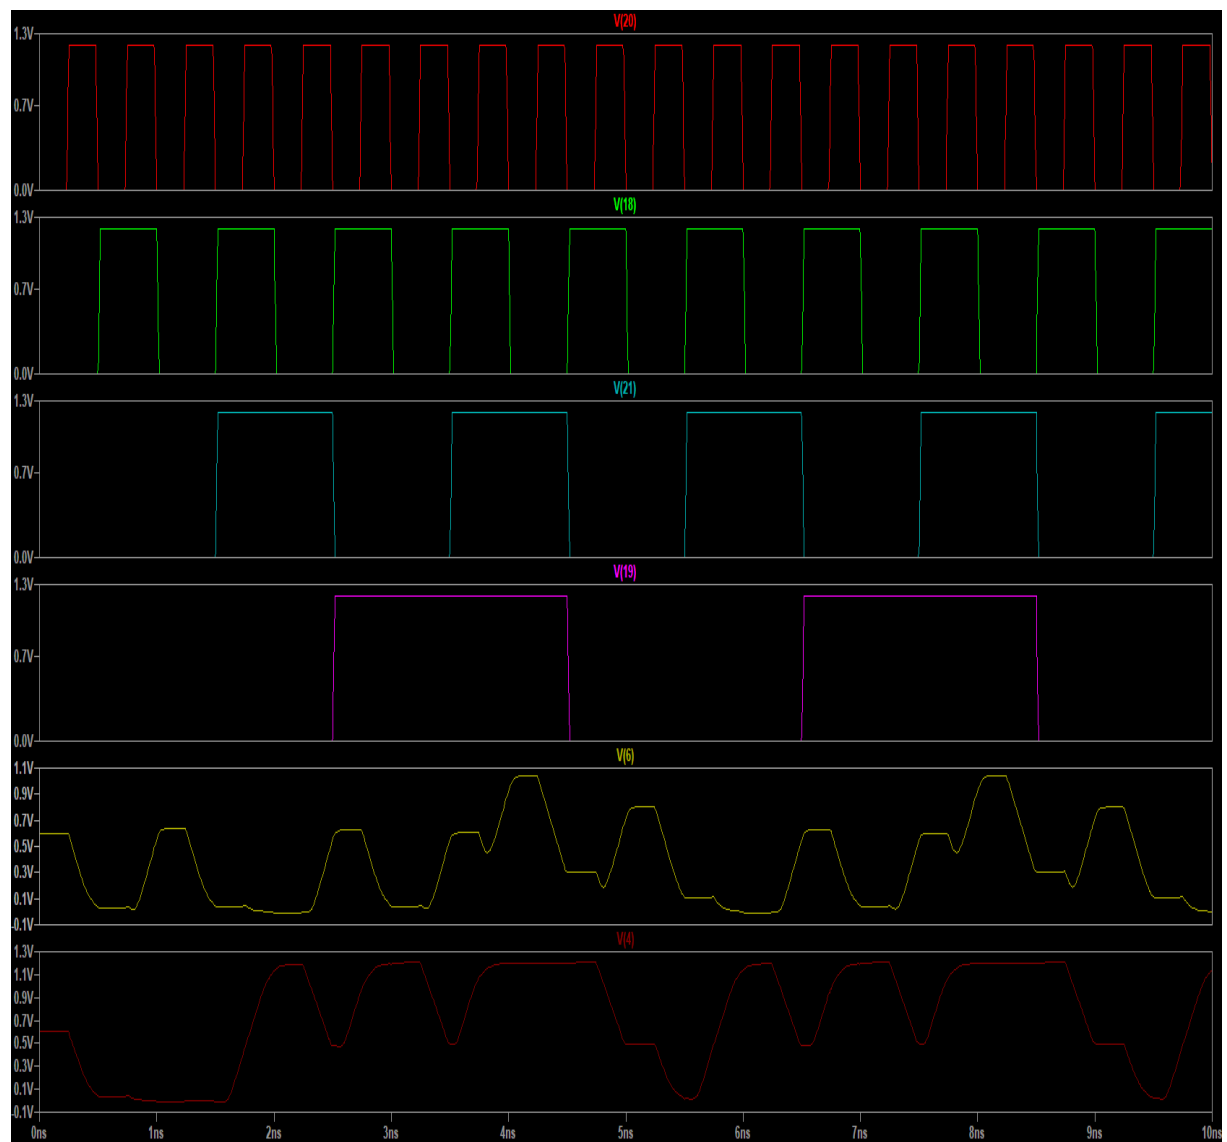 V(20)
1.3V
0.7V
0.0V
V(18)
1.3V
0.7V
0.0V
V(21)
1.3V
0.7V
0.0V
V(19)
1.3V
0.7V
0.0V
V(6)
1.1V
0.9V
0.7V
0.5V
0.3V
0.1V
-0.1V
V(4)
1.3V
1.1V
0.9V
0.7V
0.5V
0.3V
0.1V
-0.1V
0ns 1ns 2ns 3ns 4ns 5ns 6ns 7ns 8ns 9ns 10ns